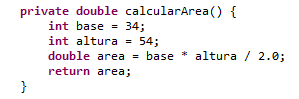 private double calcularArea() {
    int base = 34;
    int altura = 54;
    double area = base * altura / 2.0;
    return area;
}